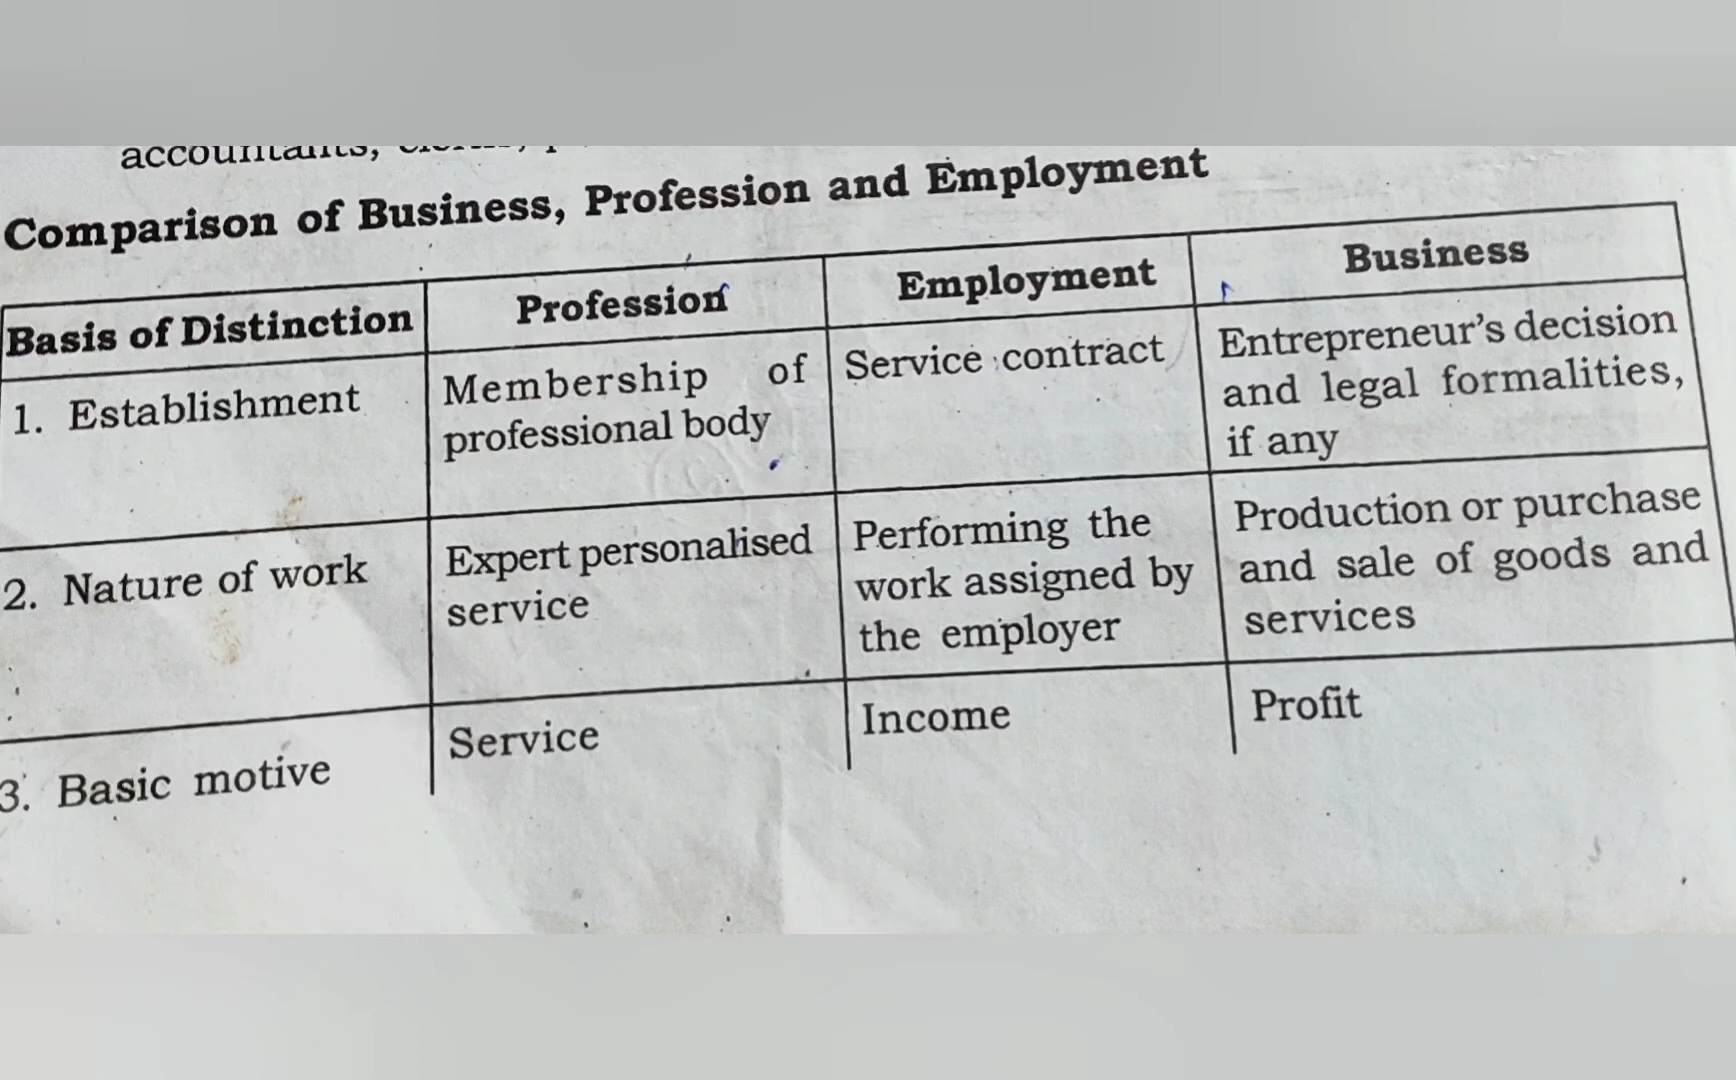 accountants,
Comparison of Business, Profession and Employment
Basis of Distinction
Profession
Employment
Business
1. Establishment
Membership of
professional body
Service contract
Entrepreneur's decision
and legal formalities,
if any
2. Nature of work
Expert personalised
service
Performing the
work assigned by
the employer
Production or purchase
and sale of goods and
services
3. Basic motive
Service
Income
Profit